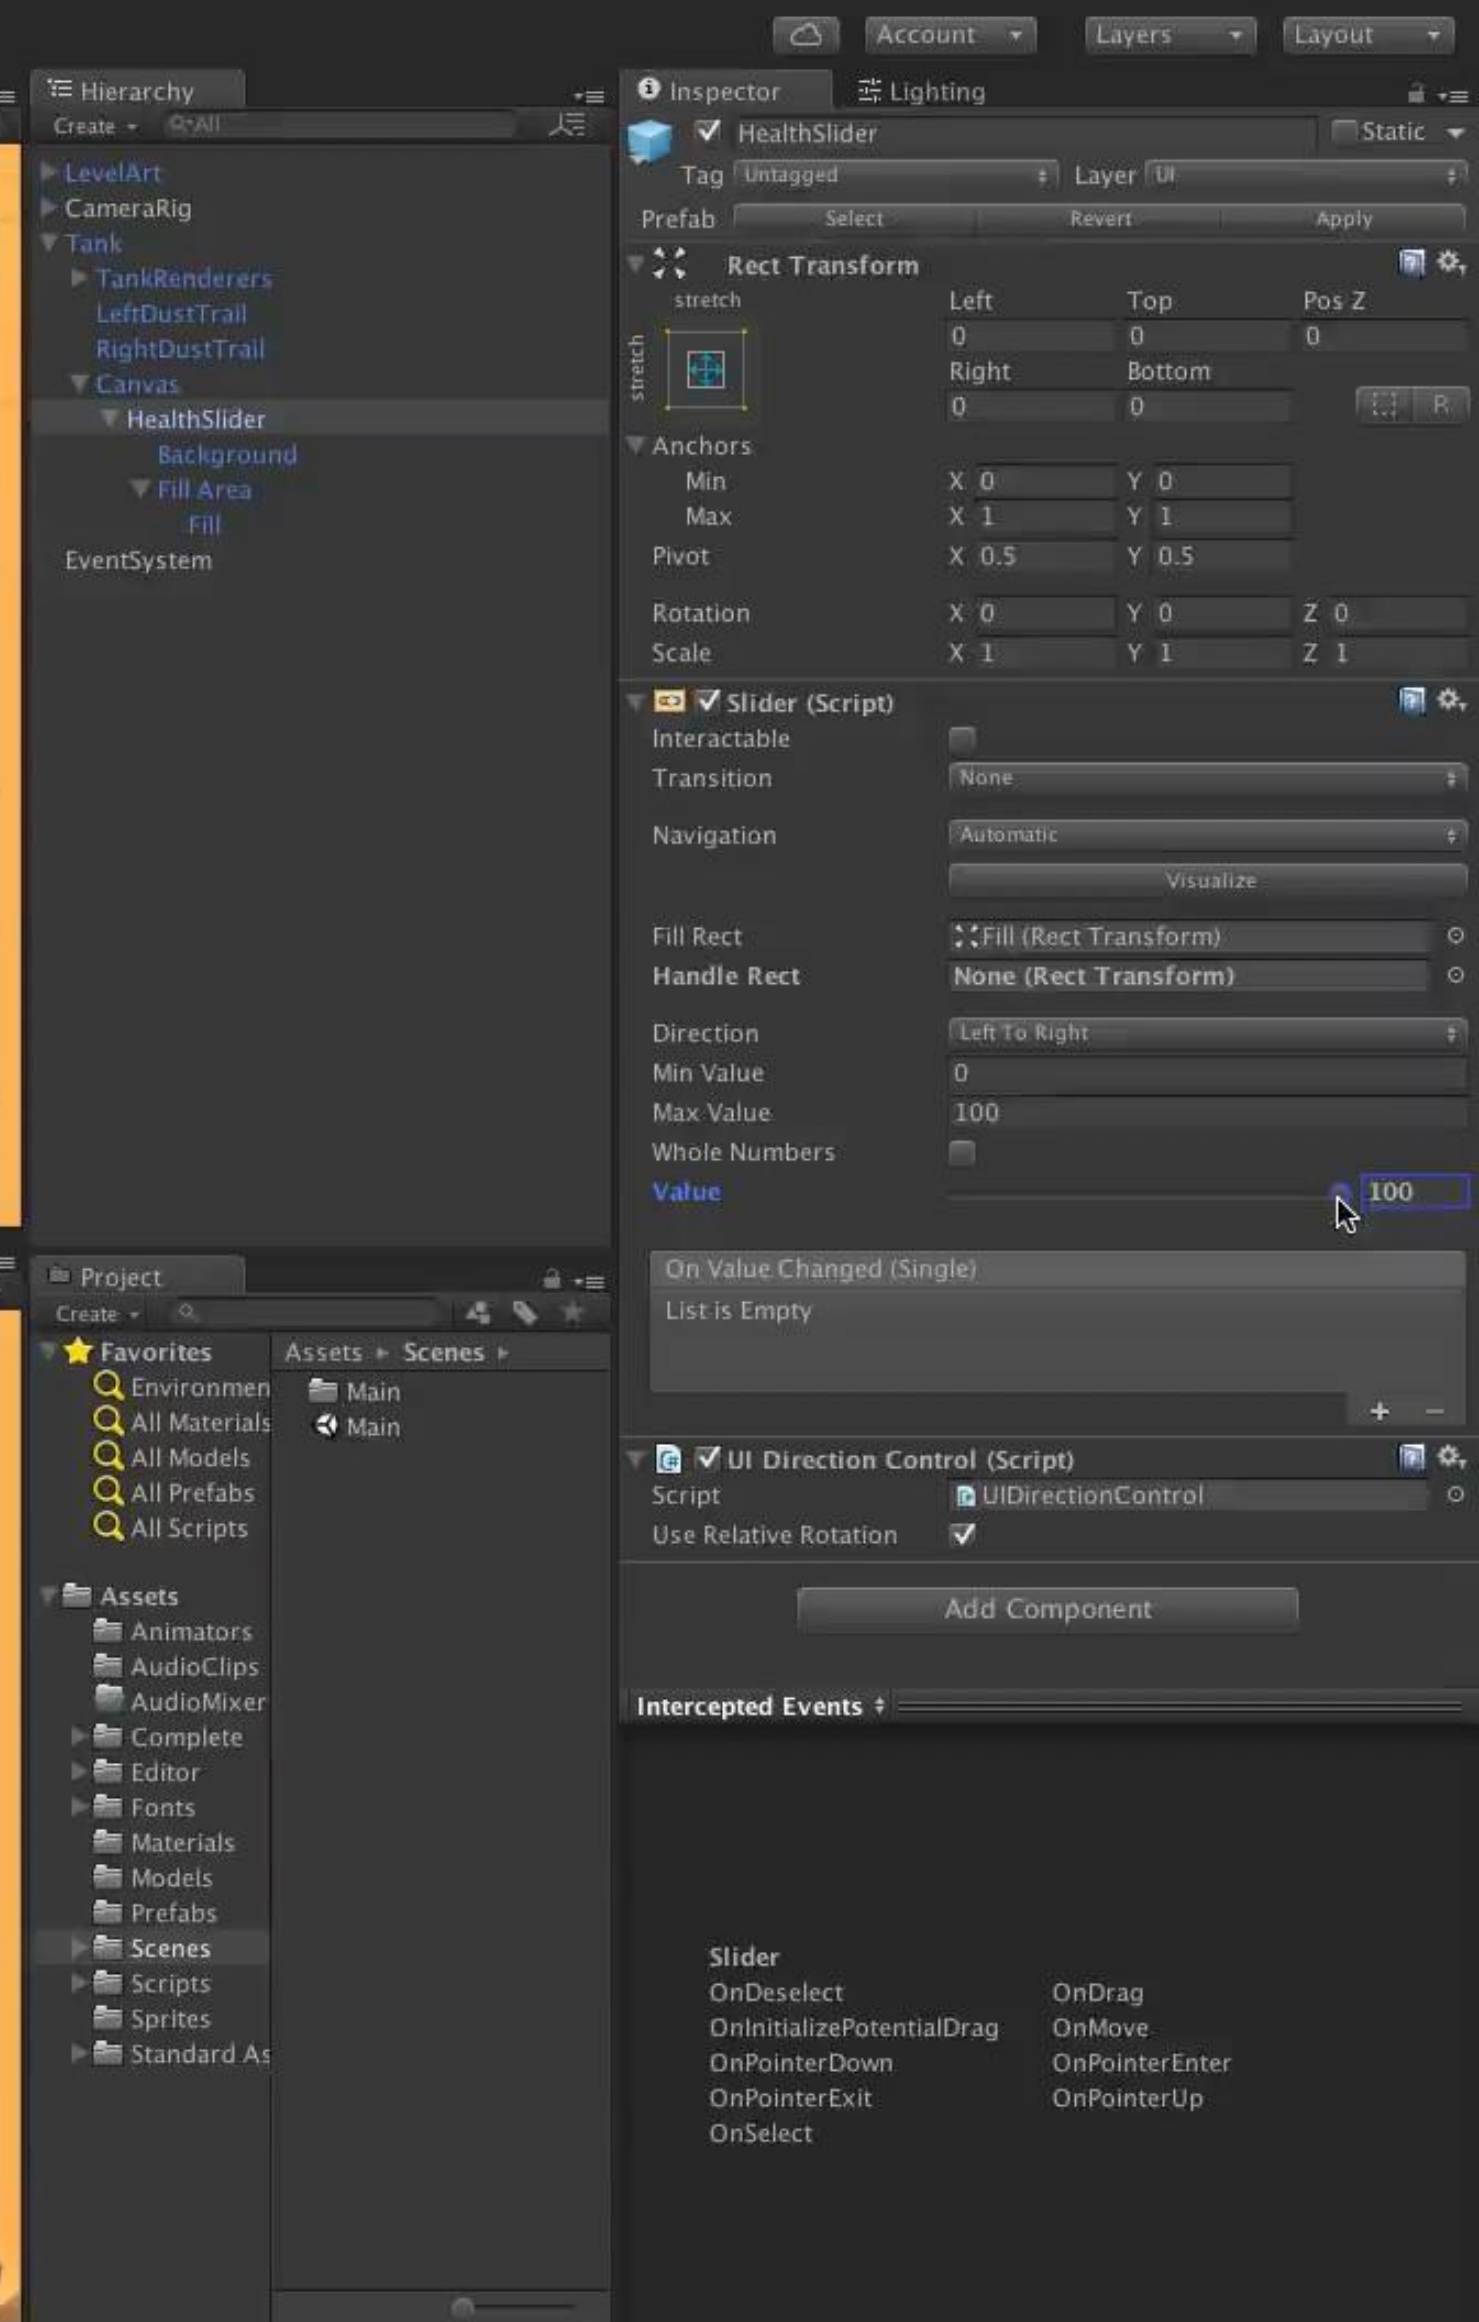 Account Layers Layout
Hierarchy
Create All
LevelArt
CameraRig
Tank
TankRenderers
LeftDustTrail
RightDustTrail
Canvas
HealthSlider
Background
Fill Area
Fill
EventSystem
Inspector Lighting
HealthSlider Static
Tag Untagged Layer UI
Prefab Select Revert Apply
Rect Transform
stretch Left Top Pos Z
stretch 0 0 0
Right Bottom
0 0 R
Anchors
Min X 0 Y 0
Max X 1 Y 1
Pivot X 0.5 Y 0.5
Rotation X 0 Y 0 Z 0
Scale X 1 Y 1 Z 1
Slider (Script)
Interactable
Transition None
Navigation Automatic
Visualize
Fill Rect Fill (Rect Transform)
Handle Rect None (Rect Transform)
Direction Left To Right
Min Value 0
Max Value 100
Whole Numbers
Value 100
On Value Changed (Single)
List is Empty
+ −
UI Direction Control (Script)
Script UIDirectionControl
Use Relative Rotation
Add Component
Intercepted Events
Slider
OnDeselect OnDrag
OnInitializePotentialDrag OnMove
OnPointerDown OnPointerEnter
OnPointerExit OnPointerUp
OnSelect
Project
Create
Favorites
Environmen
All Materials
All Models
All Prefabs
All Scripts
Assets
Animators
AudioClips
AudioMixer
Complete
Editor
Fonts
Materials
Models
Prefabs
Scenes
Scripts
Sprites
Standard As
Assets Scenes
Main
Main